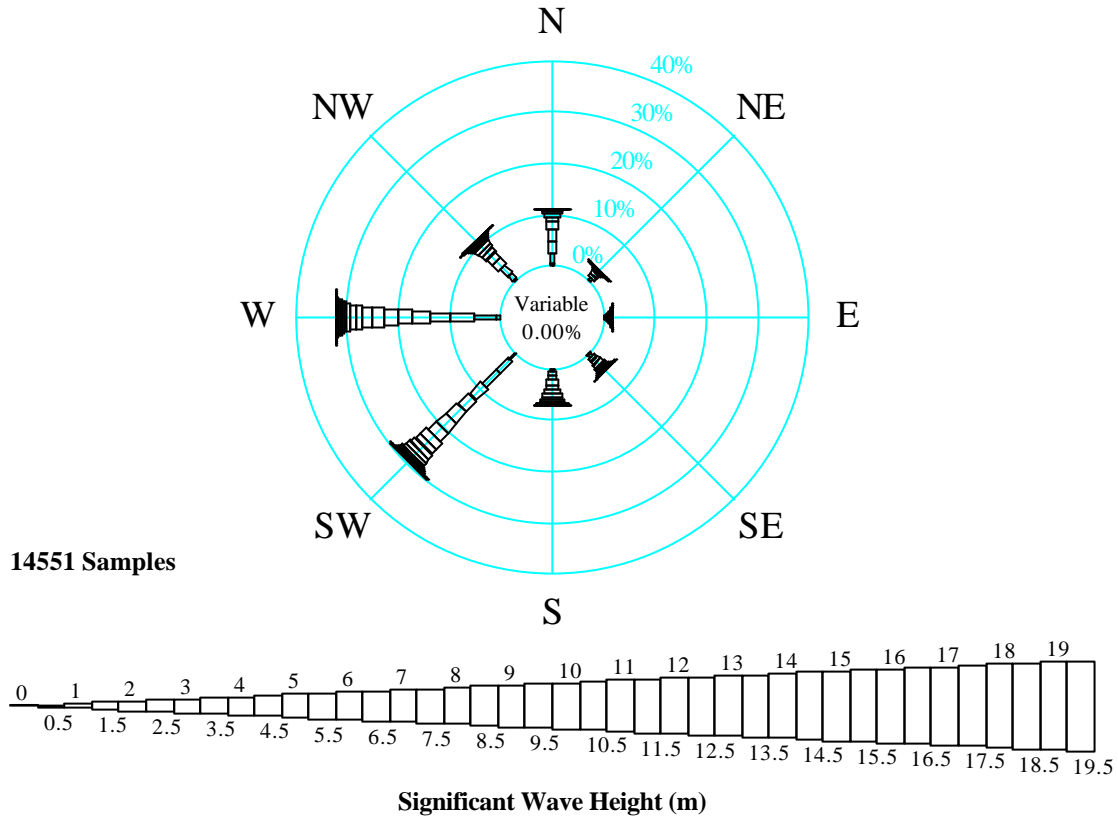 N
40%
NW
NE
30%
20%
10%
0%
Variable
0.00%
W
E
SW
SE
14551 Samples
S
0 1 2 3 4 5 6 7 8 9 10 11 12 13 14 15 16 17 18 19
0.5 1.5 2.5 3.5 4.5 5.5 6.5 7.5 8.5 9.5 10.5 11.5 12.5 13.5 14.5 15.5 16.5 17.5 18.5 19.5
Significant Wave Height (m)